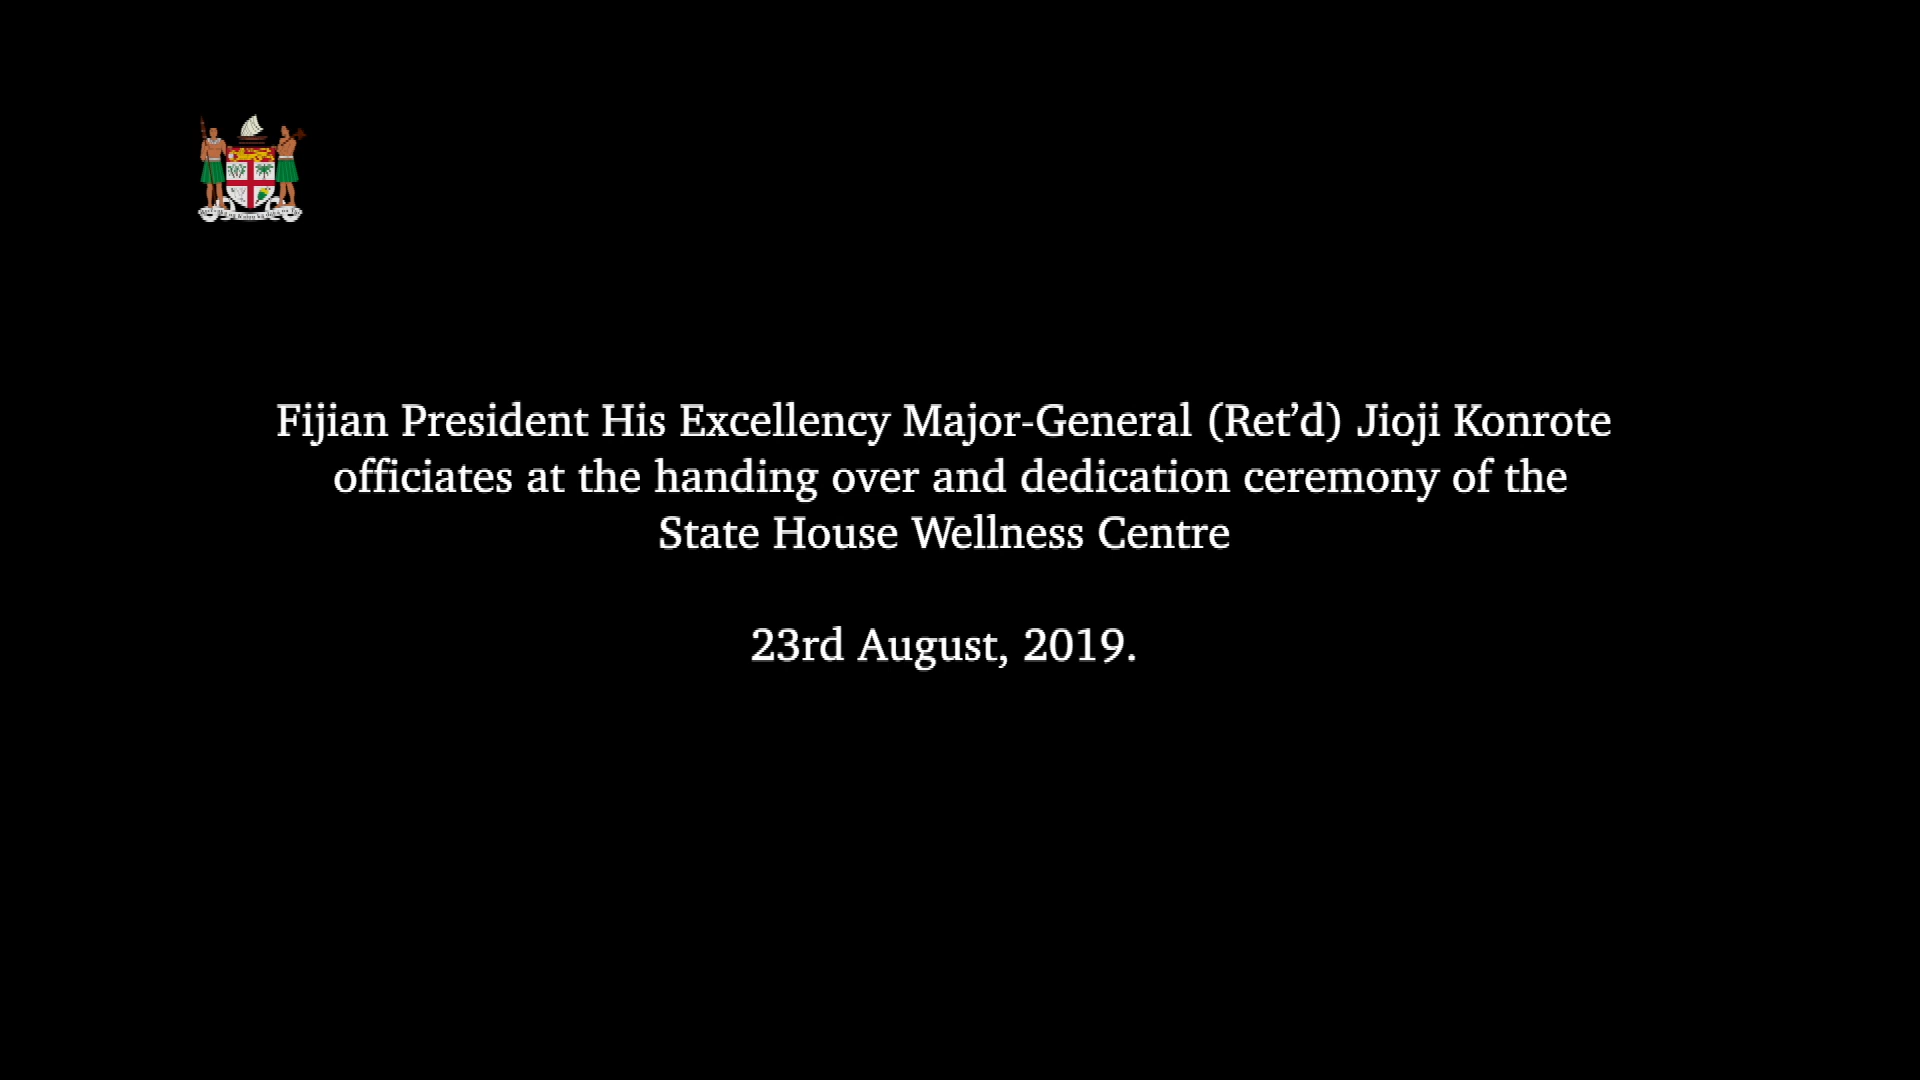 Fijian President His Excellency Major-General (Ret’d) Jioji Konrote
officiates at the handing over and dedication ceremony of the
State House Wellness Centre
23rd August, 2019.